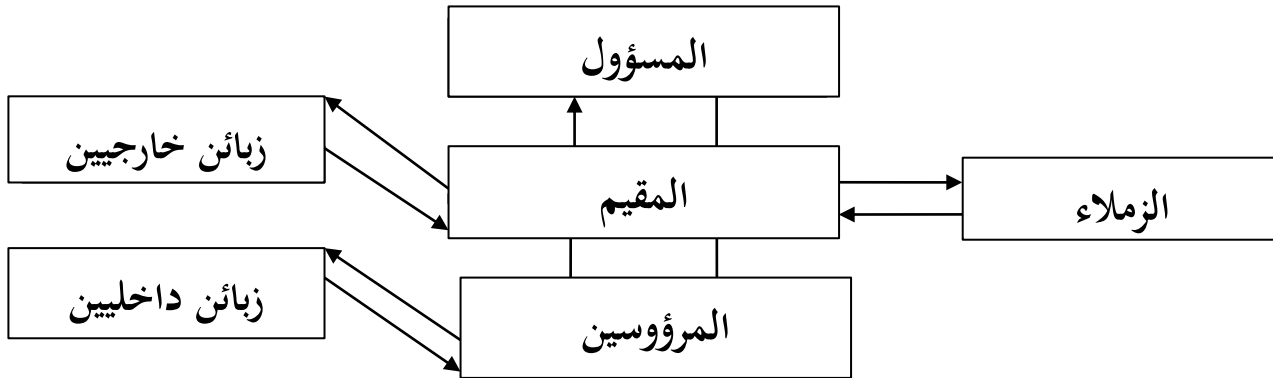 المسؤول
زبائن خارجيين
المقيم
الزملاء
زبائن داخليين
المرؤوسين